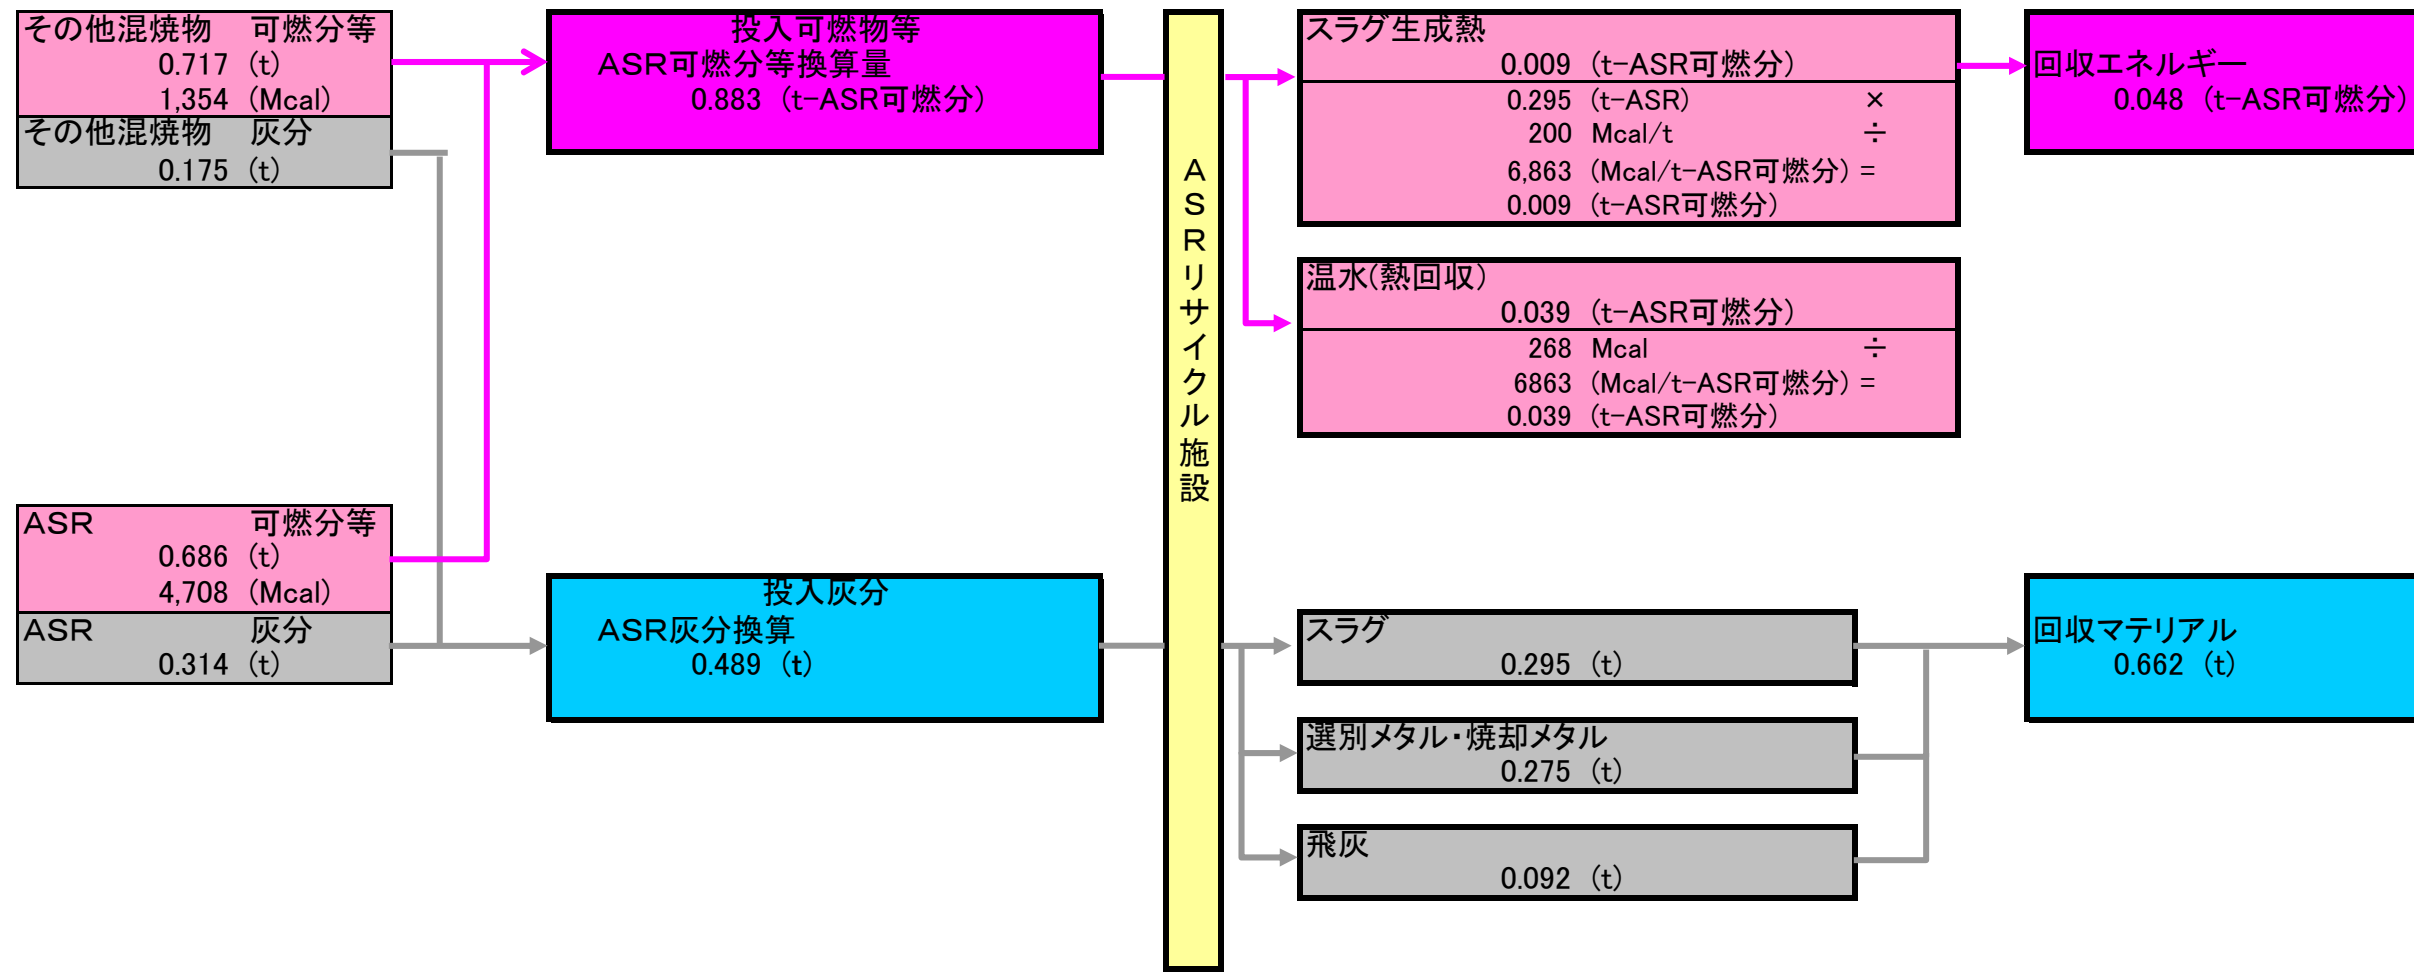 その他混焼物　可燃分等
0.717 (t)
1,354 (Mcal)
その他混焼物　灰分
0.175 (t)
ASR　可燃分等
0.686 (t)
4,708 (Mcal)
ASR　灰分
0.314 (t)
投入可燃物等
ASR可燃分等換算量
0.883 (t-ASR可燃分)
投入灰分
ASR灰分換算
0.489 (t)
ASRリサイクル施設
スラグ生成熱
0.009 (t-ASR可燃分)
0.295 (t-ASR) ×
200 Mcal/t ÷
6,863 (Mcal/t-ASR可燃分) =
0.009 (t-ASR可燃分)
温水(熱回収)
0.039 (t-ASR可燃分)
268 Mcal ÷
6863 (Mcal/t-ASR可燃分) =
0.039 (t-ASR可燃分)
スラグ
0.295 (t)
選別メタル・焼却メタル
0.275 (t)
飛灰
0.092 (t)
回収エネルギー
0.048 (t-ASR可燃分)
回収マテリアル
0.662 (t)